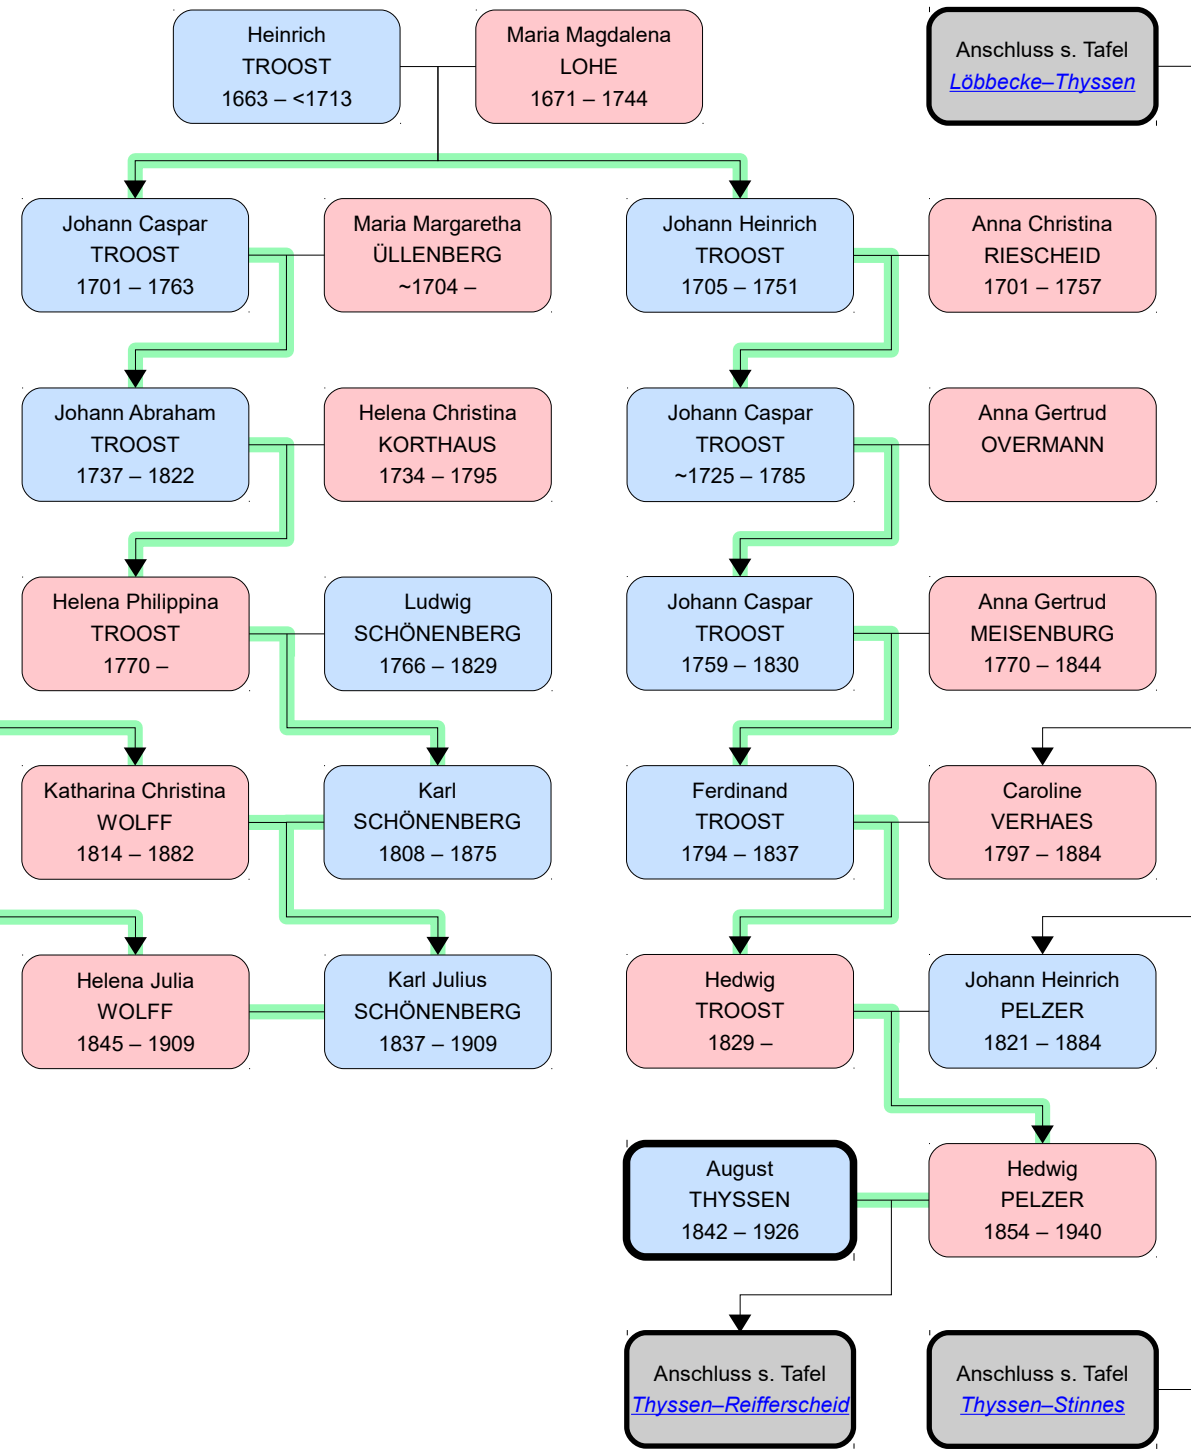 Heinrich
TROOST
1663 – <1713
Maria Magdalena
LOHE
1671 – 1744
Anschluss s. Tafel
Löbbecke–Thyssen
Johann Caspar
TROOST
1701 – 1763
Maria Margaretha
ÜLLENBERG
~1704 –
Johann Heinrich
TROOST
1705 – 1751
Anna Christina
RIESCHEID
1701 – 1757
Johann Abraham
TROOST
1737 – 1822
Helena Christina
KORTHAUS
1734 – 1795
Johann Caspar
TROOST
~1725 – 1785
Anna Gertrud
OVERMANN
Helena Philippina
TROOST
1770 –
Ludwig
SCHÖNENBERG
1766 – 1829
Johann Caspar
TROOST
1759 – 1830
Anna Gertrud
MEISENBURG
1770 – 1844
Katharina Christina
WOLFF
1814 – 1882
Karl
SCHÖNENBERG
1808 – 1875
Ferdinand
TROOST
1794 – 1837
Caroline
VERHAES
1797 – 1884
Helena Julia
WOLFF
1845 – 1909
Karl Julius
SCHÖNENBERG
1837 – 1909
Hedwig
TROOST
1829 –
Johann Heinrich
PELZER
1821 – 1884
August
THYSSEN
1842 – 1926
Hedwig
PELZER
1854 – 1940
Anschluss s. Tafel
Thyssen–Reifferscheid
Anschluss s. Tafel
Thyssen–Stinnes